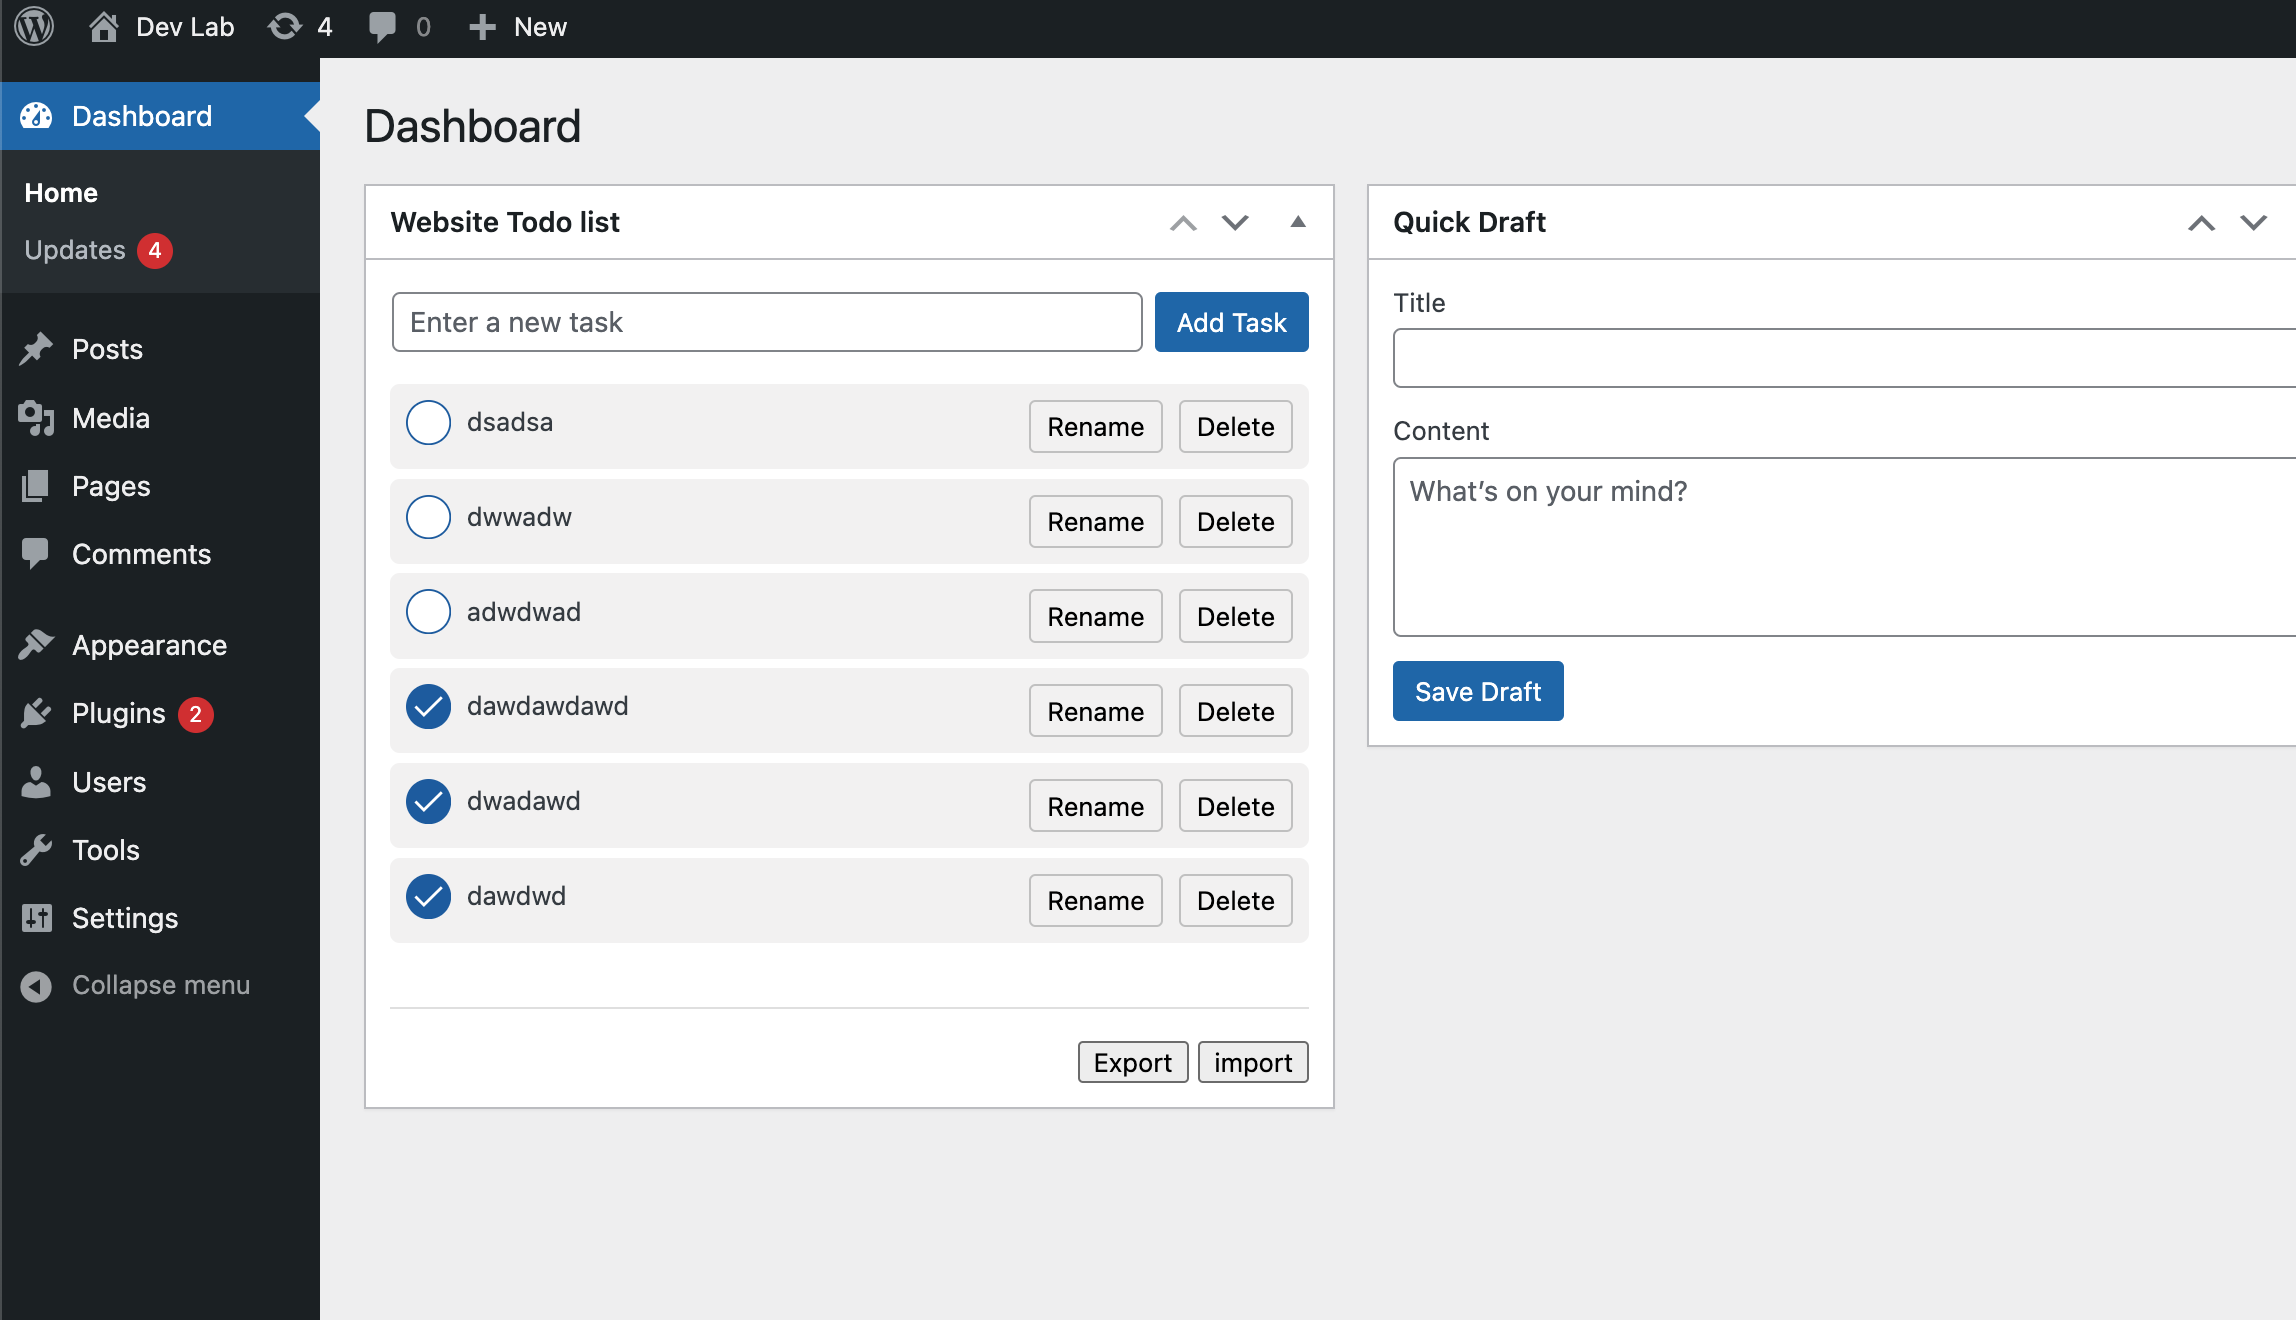 Dev Lab 4 0 New
Dashboard
Home
Updates 4
Posts
Media
Pages
Comments
Appearance
Plugins 2
Users
Tools
Settings
Collapse menu
Dashboard
Website Todo list
Enter a new task Add Task
dsadsa Rename Delete
dwwadw Rename Delete
adwdwad Rename Delete
dawdawdawd Rename Delete
dwadawd Rename Delete
dawdwd Rename Delete
Export import
Quick Draft
Title
Content
What's on your mind?
Save Draft